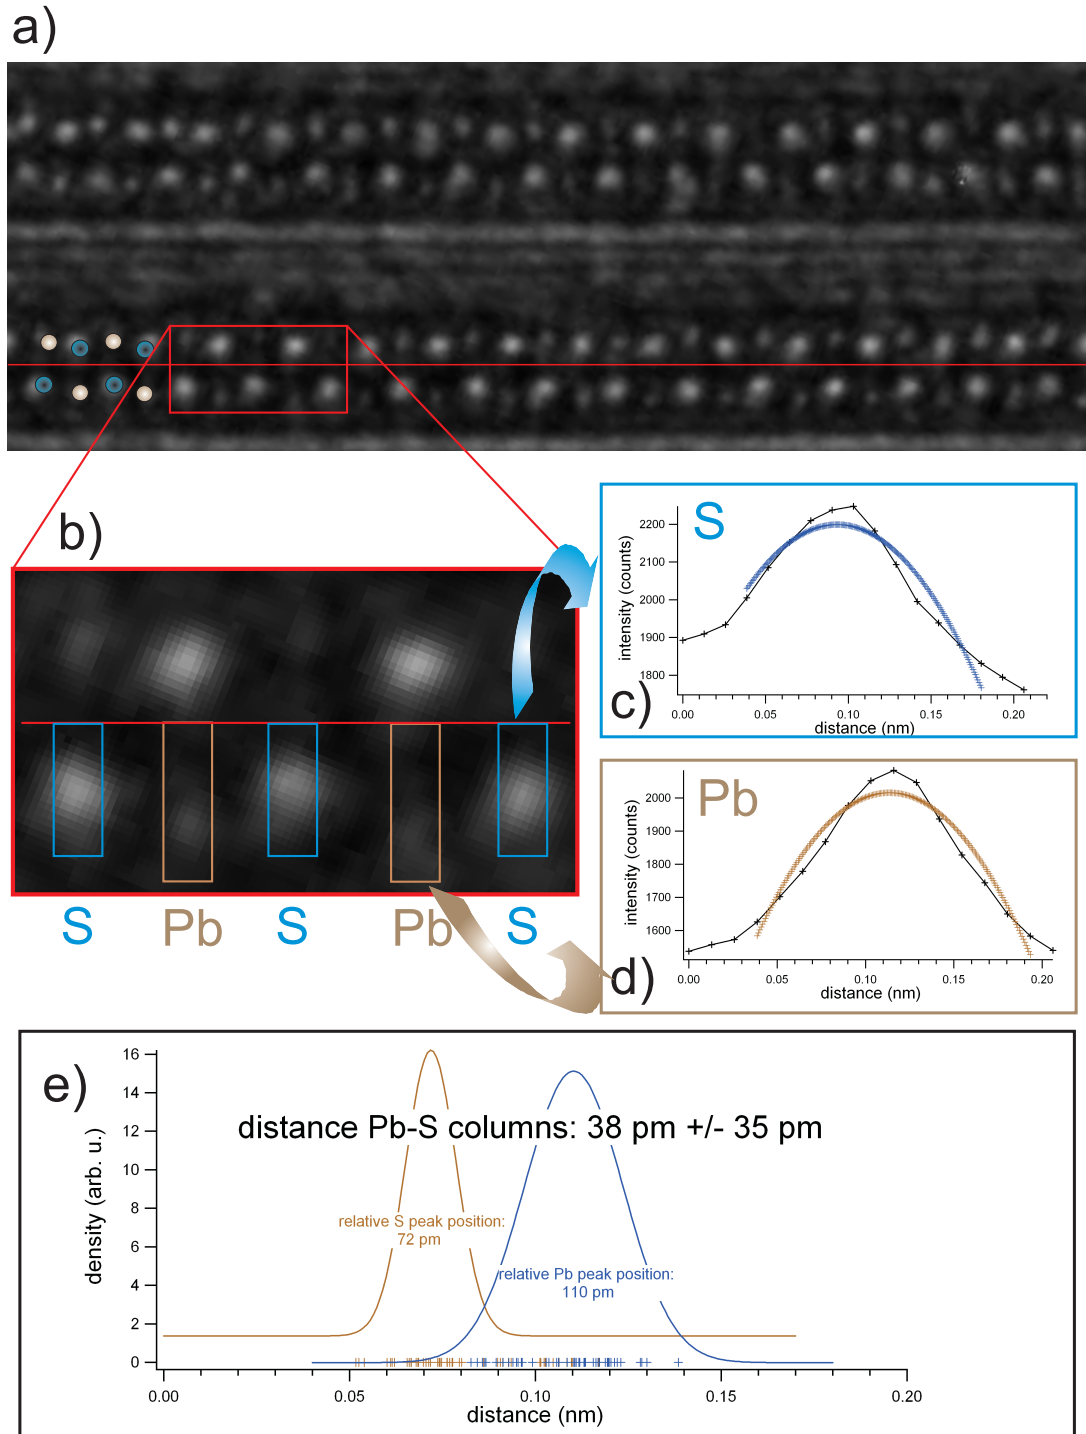 a)
b)
S
Pb
S
Pb
S
S
c)
intensity (counts)
2200
2100
2000
1900
1800
0.00
0.05
0.10
0.15
0.20
distance (nm)
Pb
d)
intensity (counts)
2000
1900
1800
1700
1600
0.00
0.05
0.10
0.15
0.20
distance (nm)
e)
density (arb. u.)
16
14
12
10
8
6
4
2
0
distance Pb-S columns: 38 pm +/- 35 pm
relative S peak position:
72 pm
relative Pb peak position:
110 pm
0.00
0.05
0.10
0.15
0.20
distance (nm)